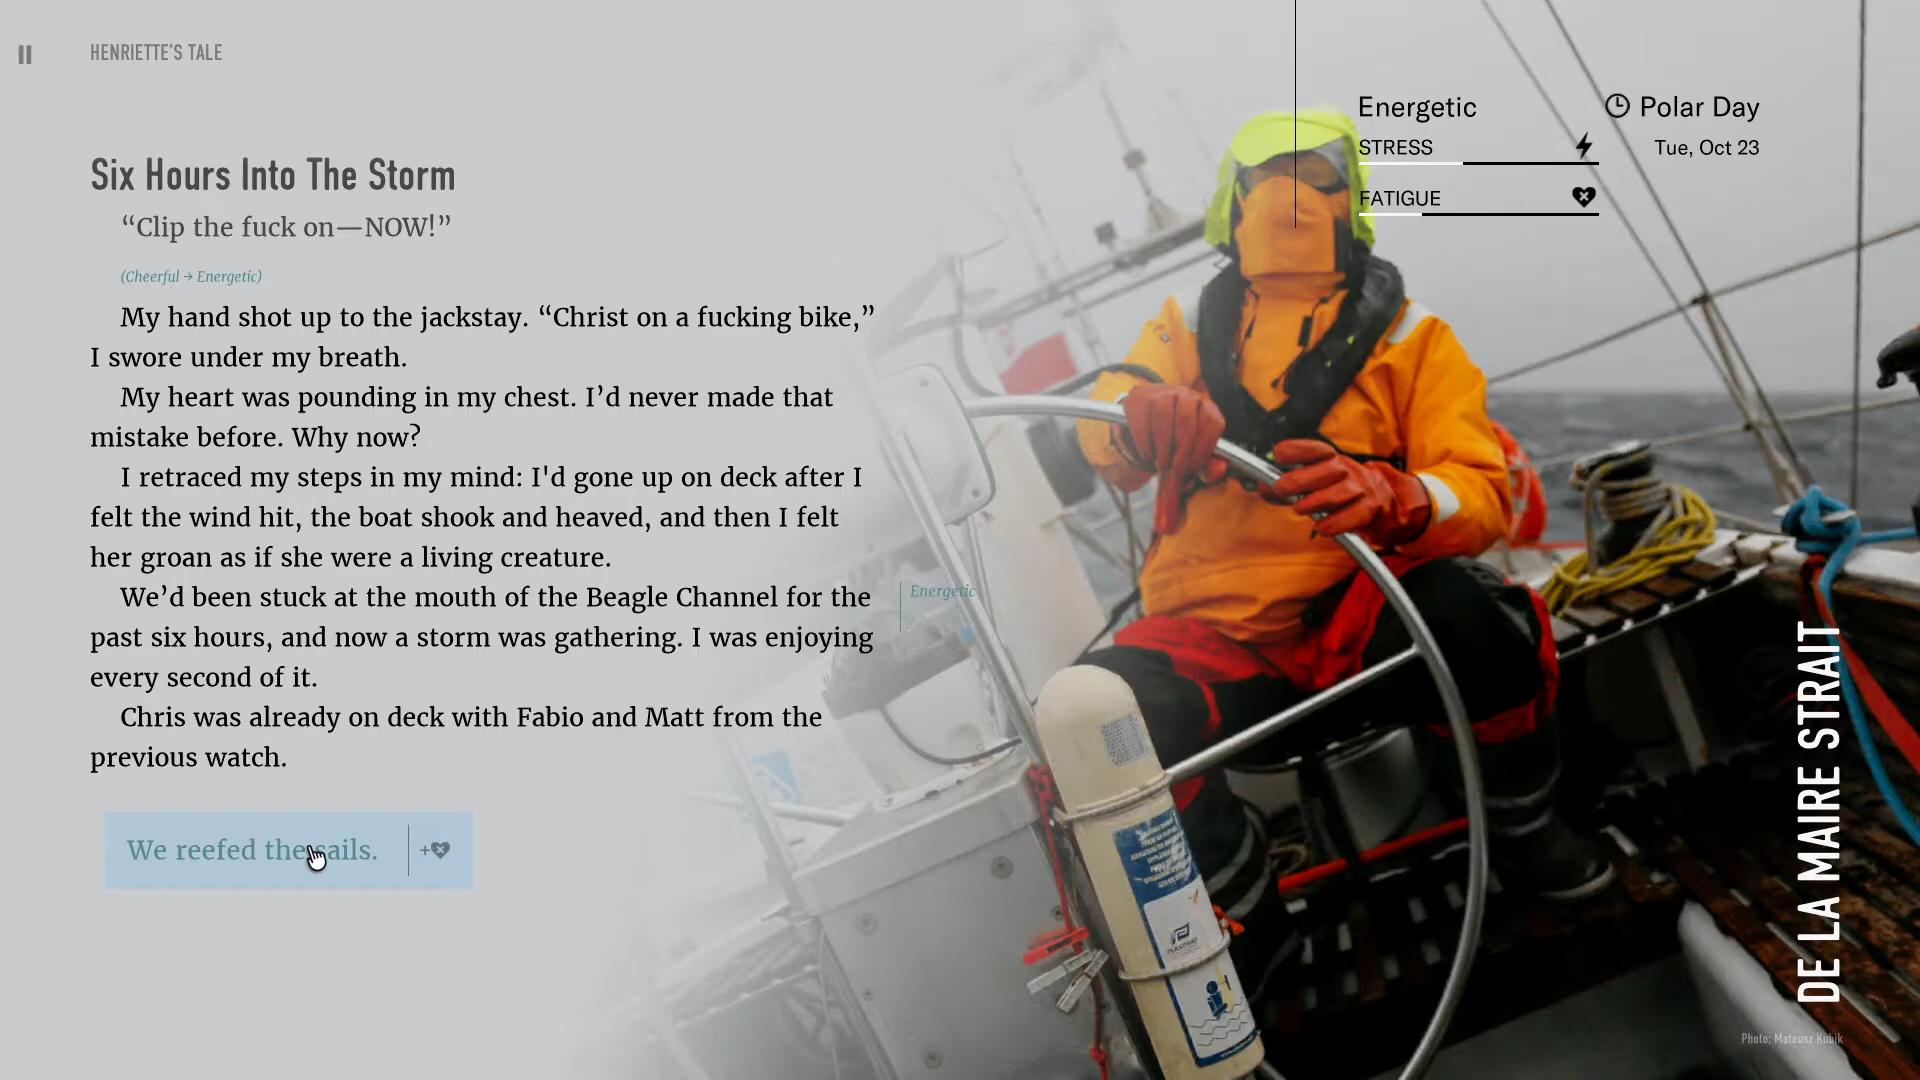 HENRIETTE'S TALE
Energetic
Polar Day
STRESS
Tue, Oct 23
FATIGUE
Six Hours Into The Storm
“Clip the fuck on—NOW!”
(Cheerful → Energetic)
My hand shot up to the jackstay. “Christ on a fucking bike,”
I swore under my breath.
My heart was pounding in my chest. I’d never made that
mistake before. Why now?
I retraced my steps in my mind: I'd gone up on deck after I
felt the wind hit, the boat shook and heaved, and then I felt
her groan as if she were a living creature.
We’d been stuck at the mouth of the Beagle Channel for the
past six hours, and now a storm was gathering. I was enjoying
every second of it.
Energetic
Chris was already on deck with Fabio and Matt from the
previous watch.
We reefed the sails.
+
DE LA MAIRE STRAIT
PLASTIMO
Photo: Mateusz Kubik